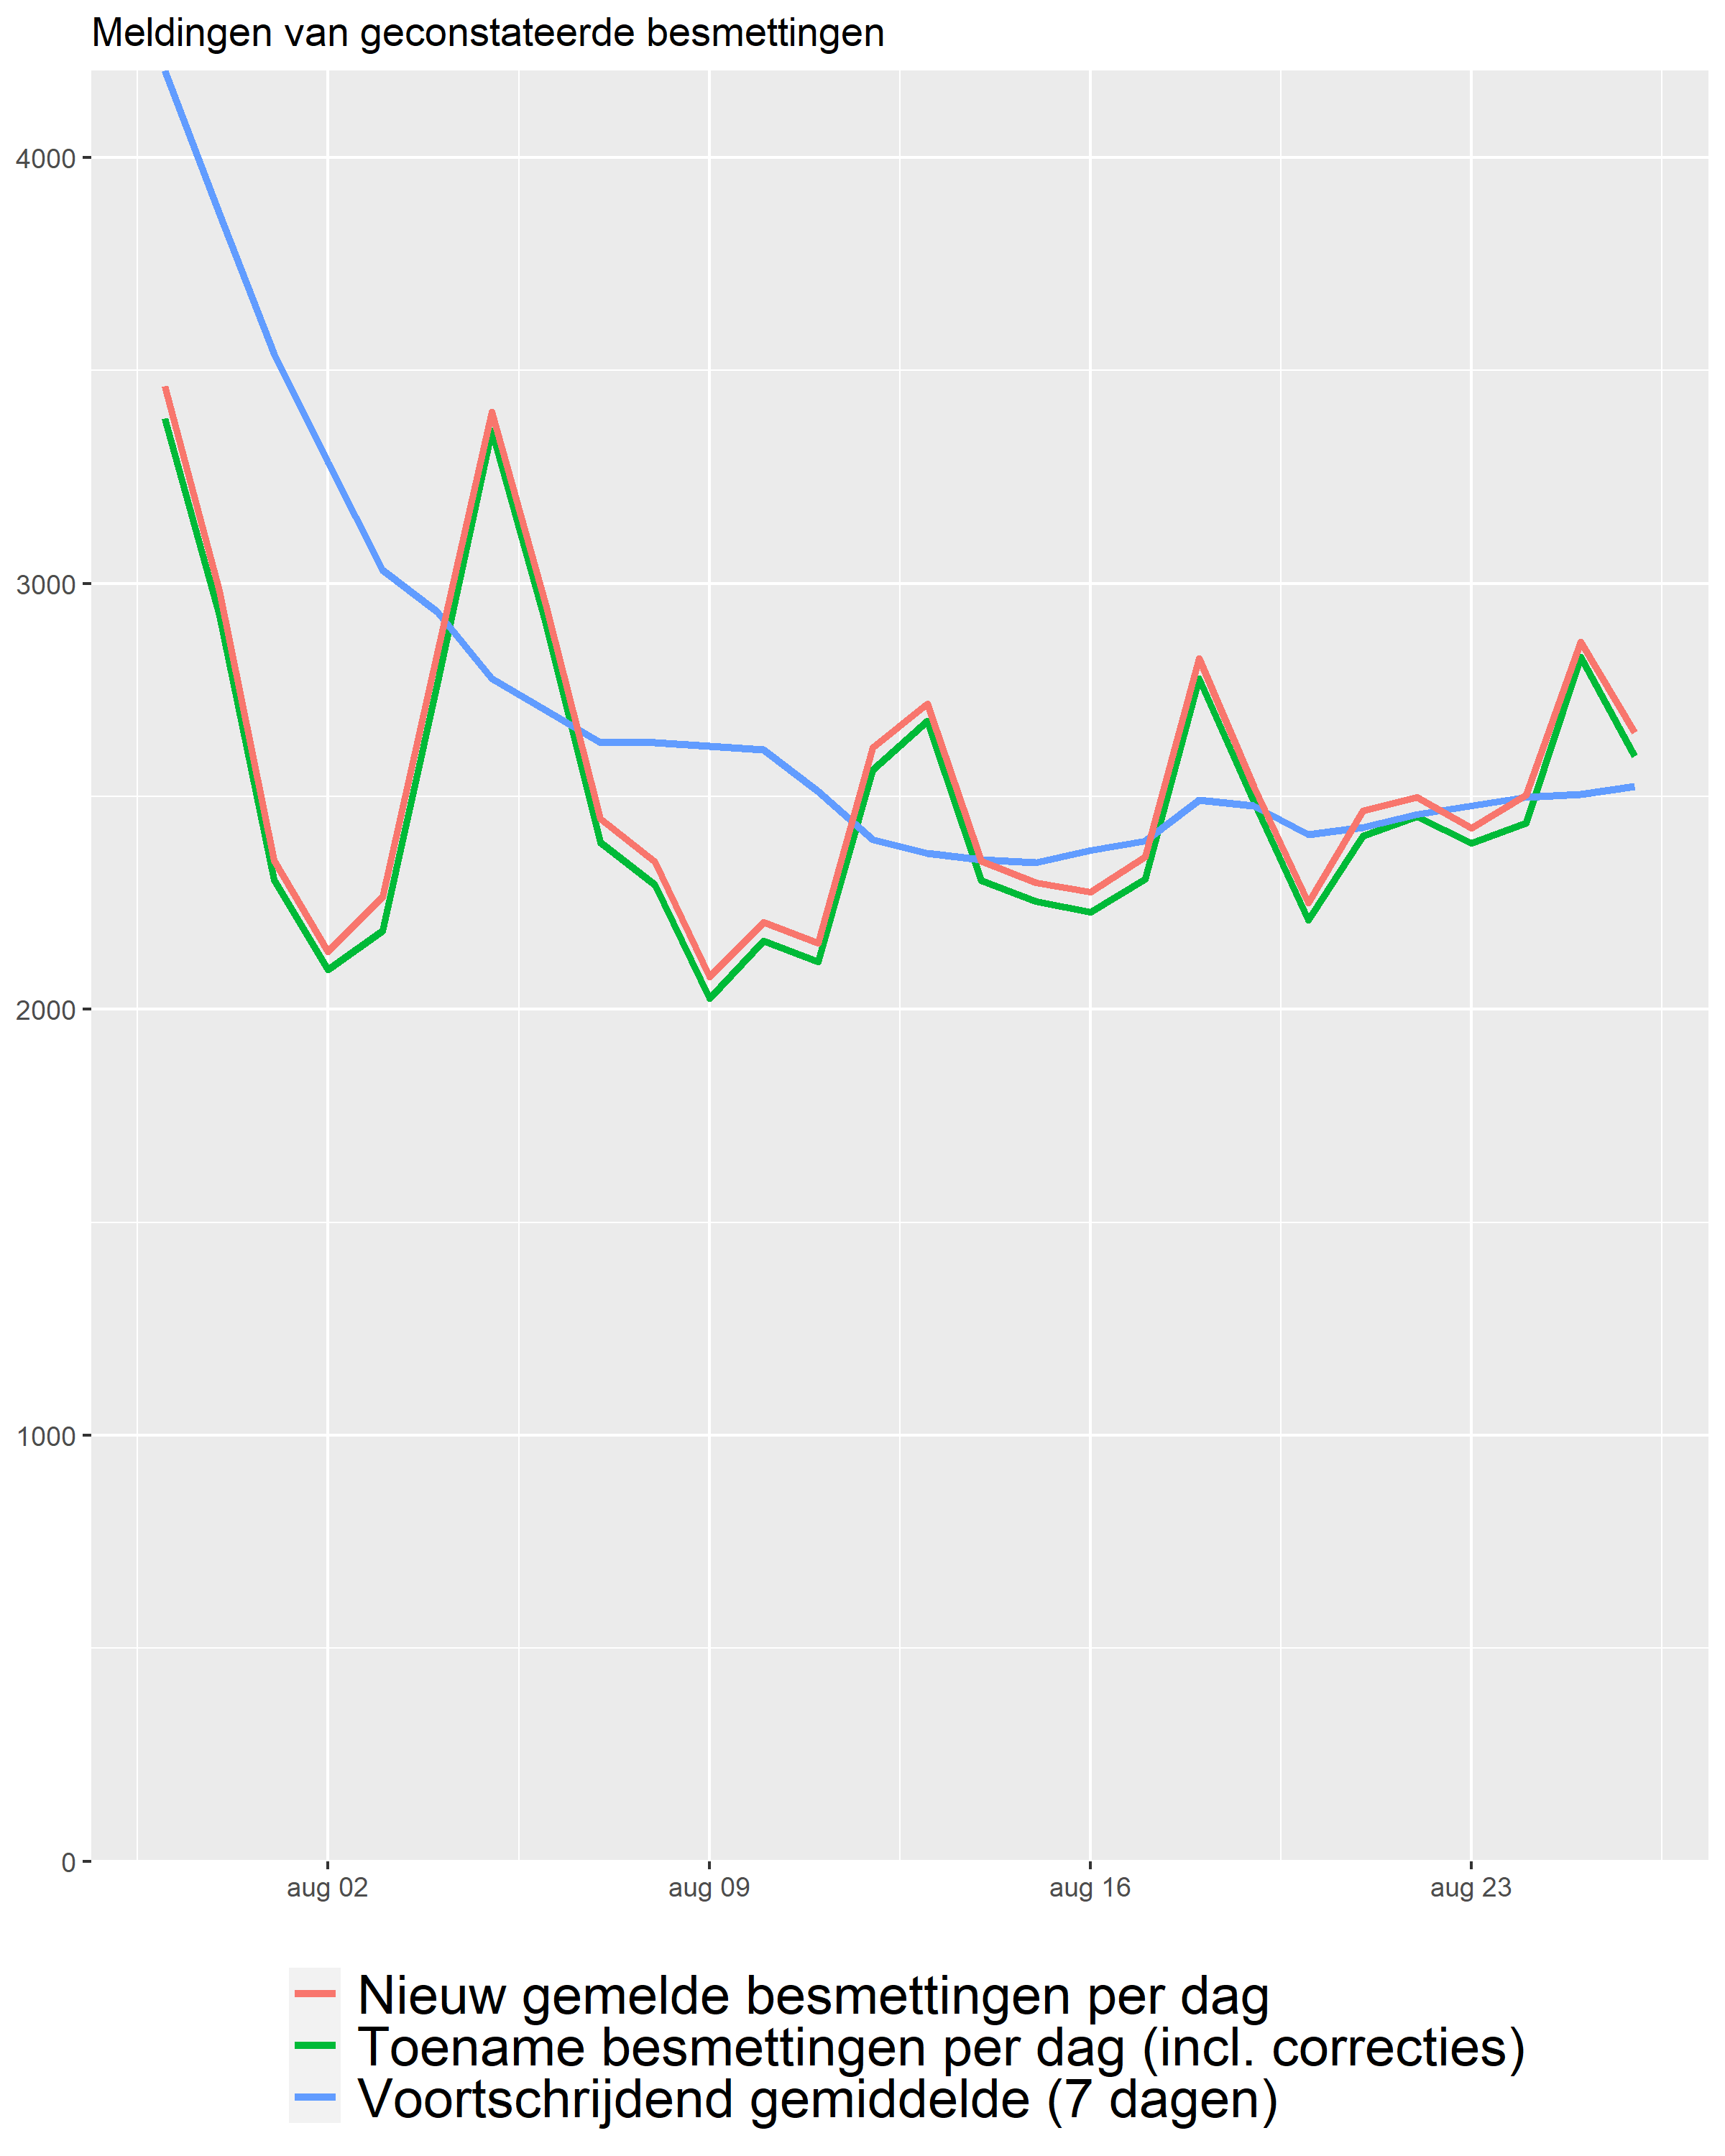 Meldingen van geconstateerde besmettingen
4000
3000
2000
1000
0
aug 02 aug 09 aug 16 aug 23
Nieuw gemelde besmettingen per dag
Toename besmettingen per dag (incl. correcties)
Voortschrijdend gemiddelde (7 dagen)